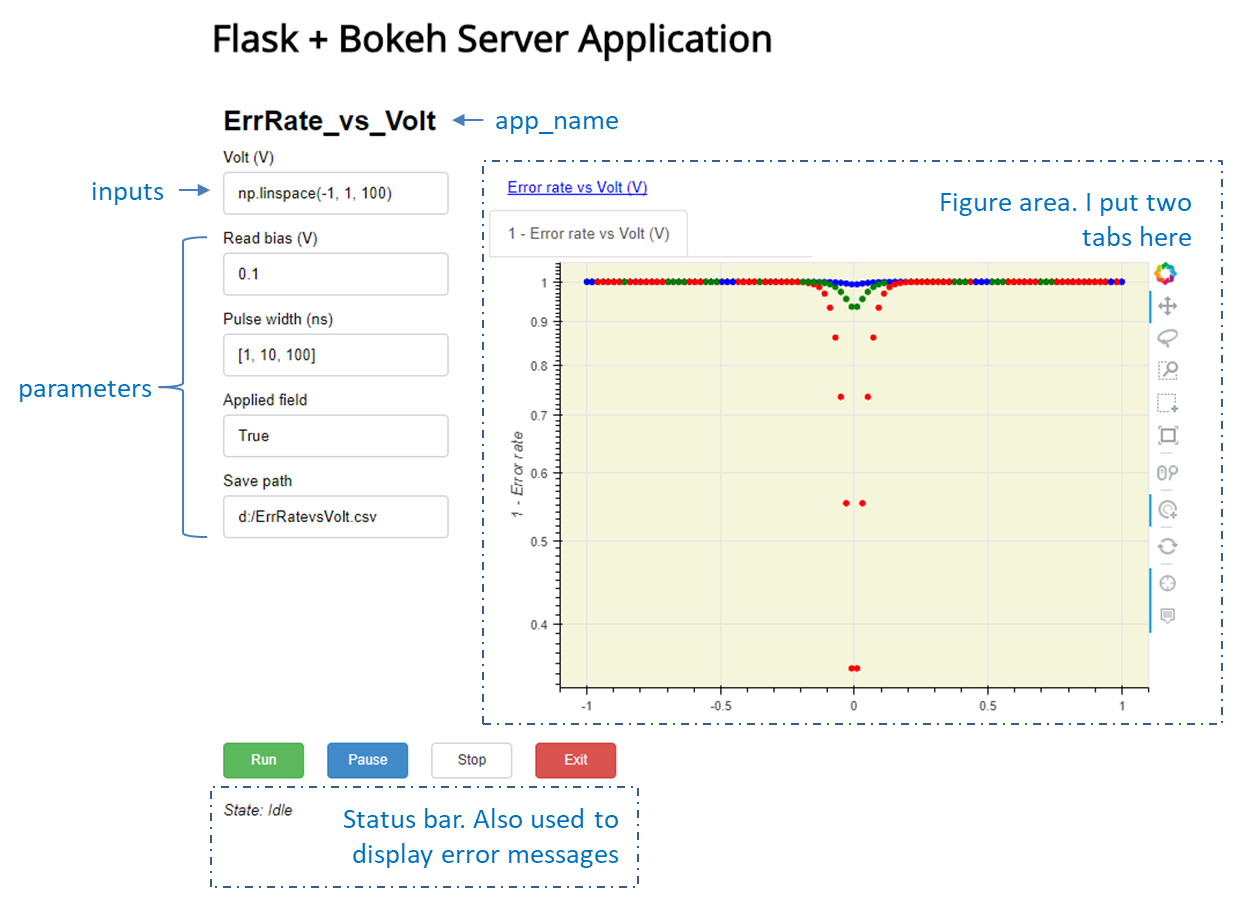 Flask + Bokeh Server Application
ErrRate_vs_Volt
app_name
Volt (V)
inputs
np.linspace(-1, 1, 100)
Read bias (V)
0.1
Pulse width (ns)
[1, 10, 100]
parameters
Applied field
True
Save path
d:/ErrRatevsVolt.csv
Error rate vs Volt (V)
Figure area. I put two
tabs here
1 - Error rate vs Volt (V)
1
0.9
0.8
0.7
0.6
0.5
0.4
1 - Error rate
-1
-0.5
0
0.5
1
Run
Pause
Stop
Exit
State: Idle
Status bar. Also used to
display error messages